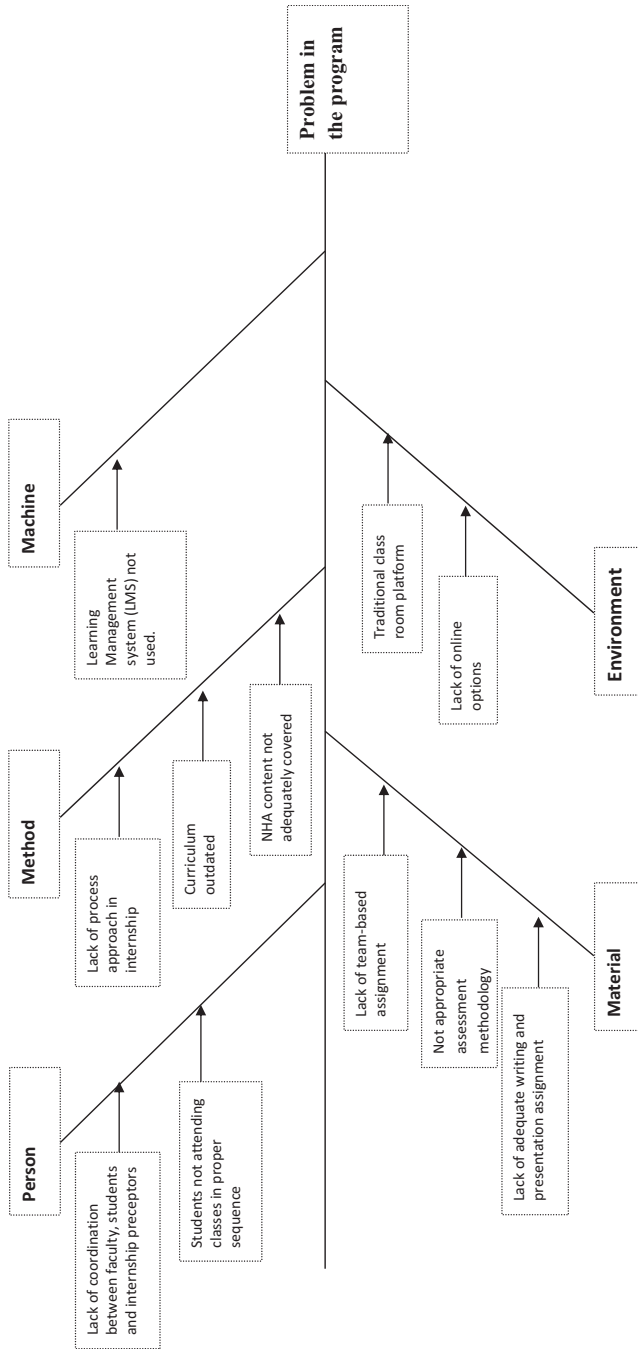 Person
Lack of coordination
between faculty, students
and internship preceptors
Students not attending
classes in proper
sequence
Method
Lack of process
approach in
internship
Curriculum
outdated
NHA content not
adequately covered
Machine
Learning
Management
system (LMS) not
used.
Problem in
the program
Material
Lack of team-based
assignment
Not appropriate
assessment
methodology
Lack of adequate writing and
presentation assignment
Environment
Traditional class
room platform
Lack of online
options